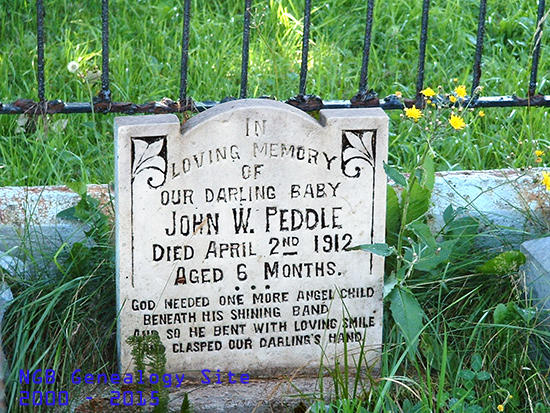 IN
LOVING MEMORY
OF
OUR DARLING BABY
JOHN W. PEDDLE
DIED APRIL 2ND 1912
AGED 6 MONTHS.
GOD NEEDED ONE MORE ANGEL CHILD
BENEATH HIS SHINING BAND
AND SO HE BENT WITH LOVING SMILE
CLASPED OUR DARLING'S HAND.
NGB Genealogy Site
2000 - 2015